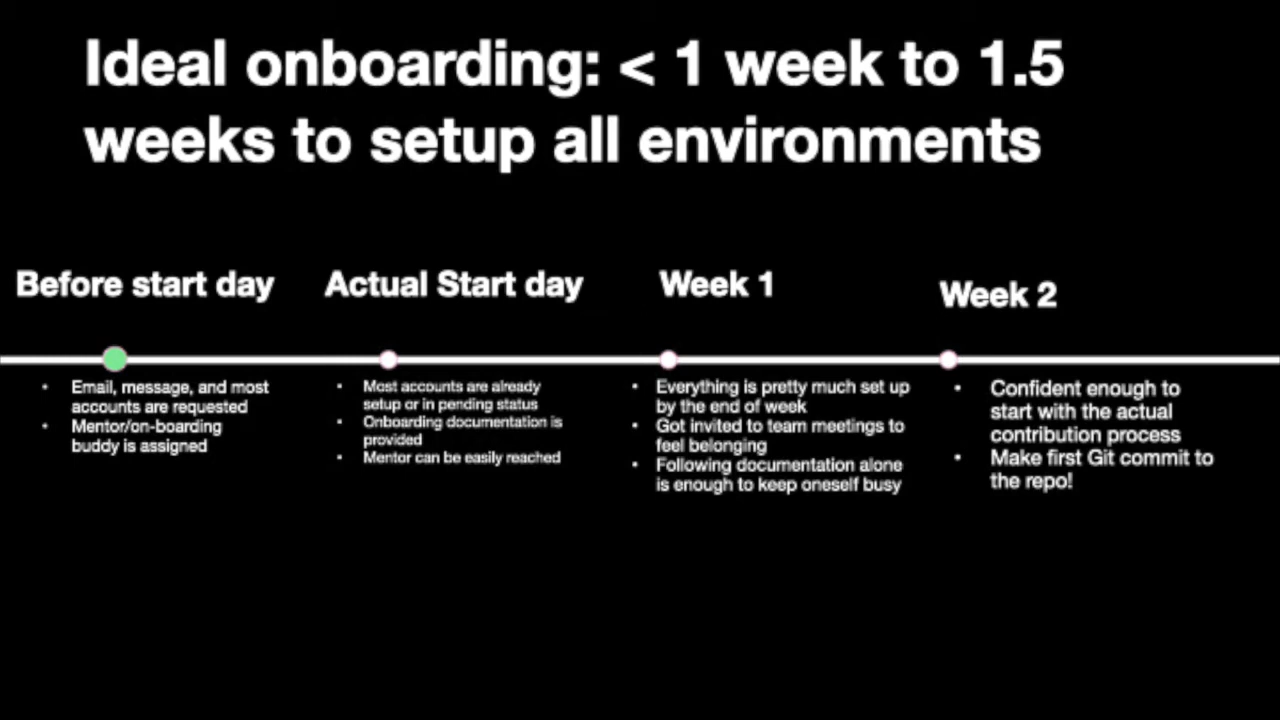 Ideal onboarding: < 1 week to 1.5
weeks to setup all environments
Before start day
Actual Start day
Week 1
Week 2
• Email, message, and most
accounts are requested
• Mentor/on-boarding
buddy is assigned
• Most accounts are already
setup or in pending status
• Onboarding documentation is
provided
• Mentor can be easily reached
• Everything is pretty much set up
by the end of week
• Got invited to team meetings to
feel belonging
• Following documentation alone
is enough to keep oneself busy
• Confident enough to
start with the actual
contribution process
• Make first Git commit to
the repo!